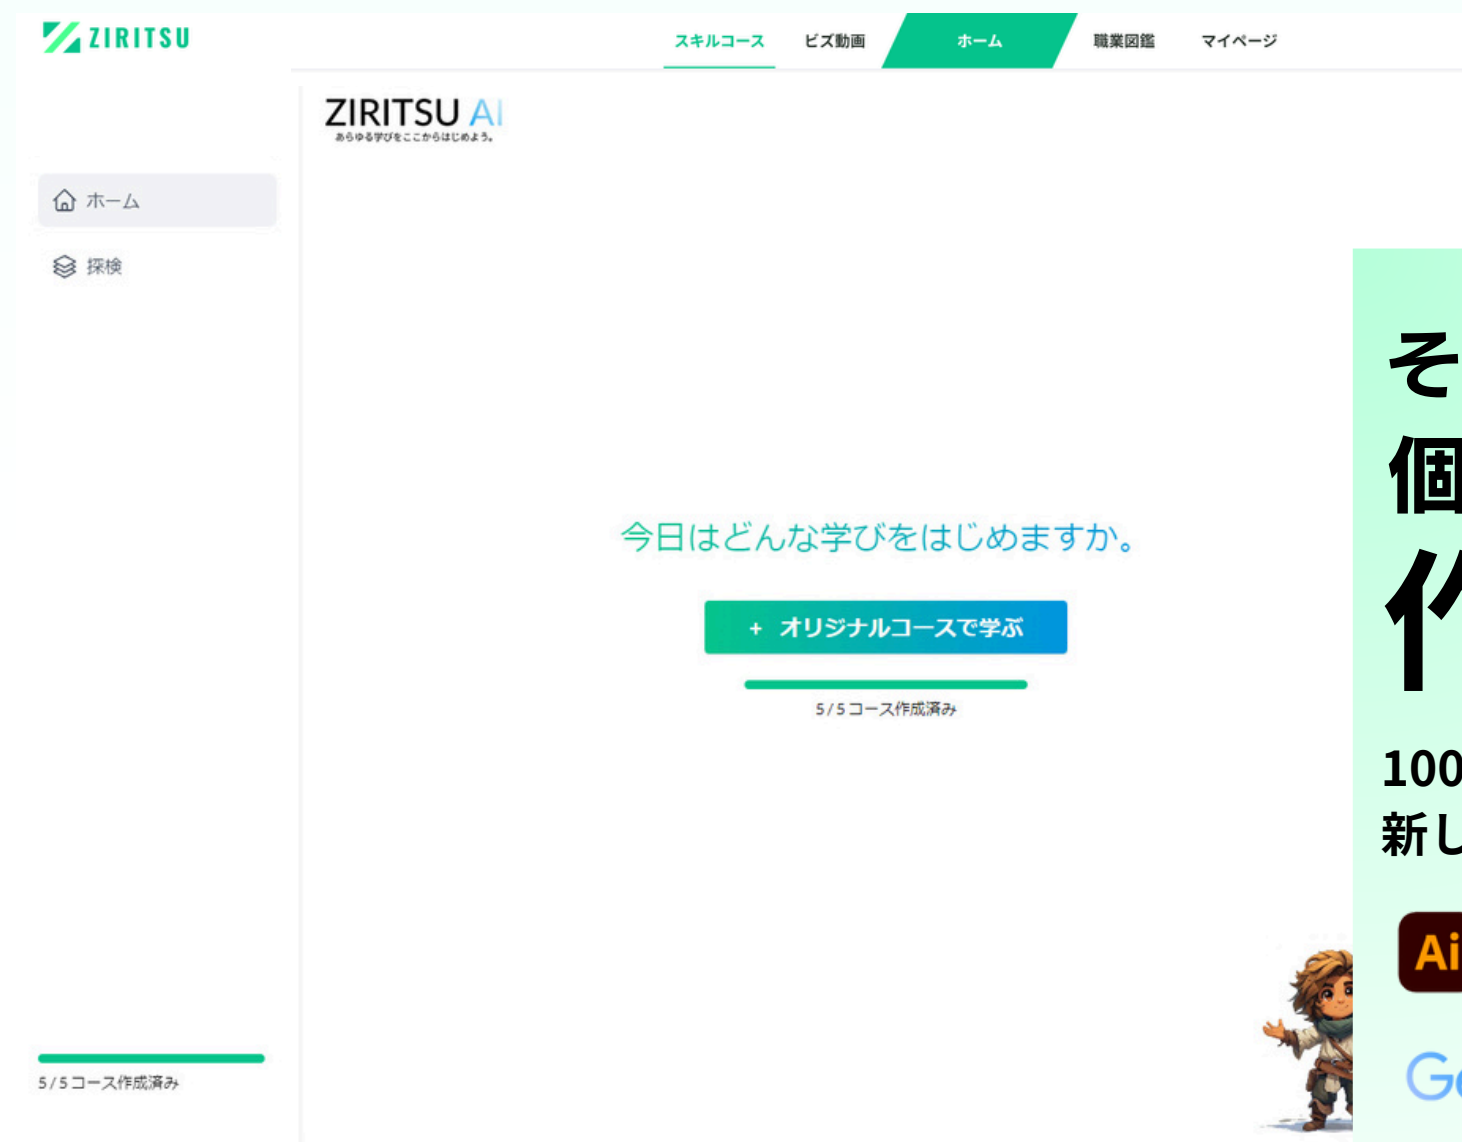 ZIRITSU
スキルコース
ビズ動画
ホーム
職業図鑑
マイページ
ZIRITSU AI
あらゆる学びをここからはじめよう。
ホーム
探検
今日はどんな学びをはじめますか。
+ オリジナルコースで学ぶ
5/5コース作成済み
5/5コース作成済み
そ
個
作
100
新し
Ai
Go